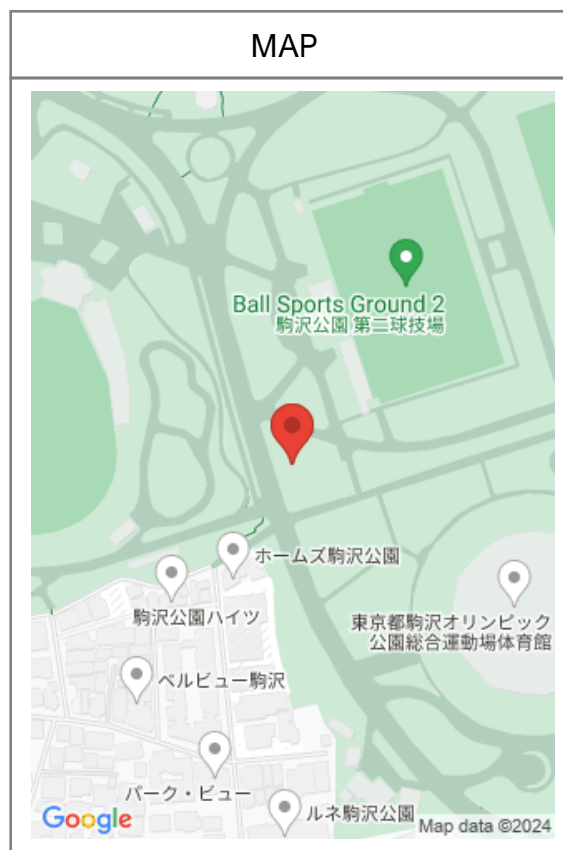 MAP
Ball Sports Ground 2
駒沢公園 第二球技場
ホームズ駒沢公園
駒沢公園ハイツ
東京都駒沢オリンピック
公園総合運動場体育館
ベルビュー駒沢
パーク・ビュー
ルネ駒沢公園
Google
Map data ©2024